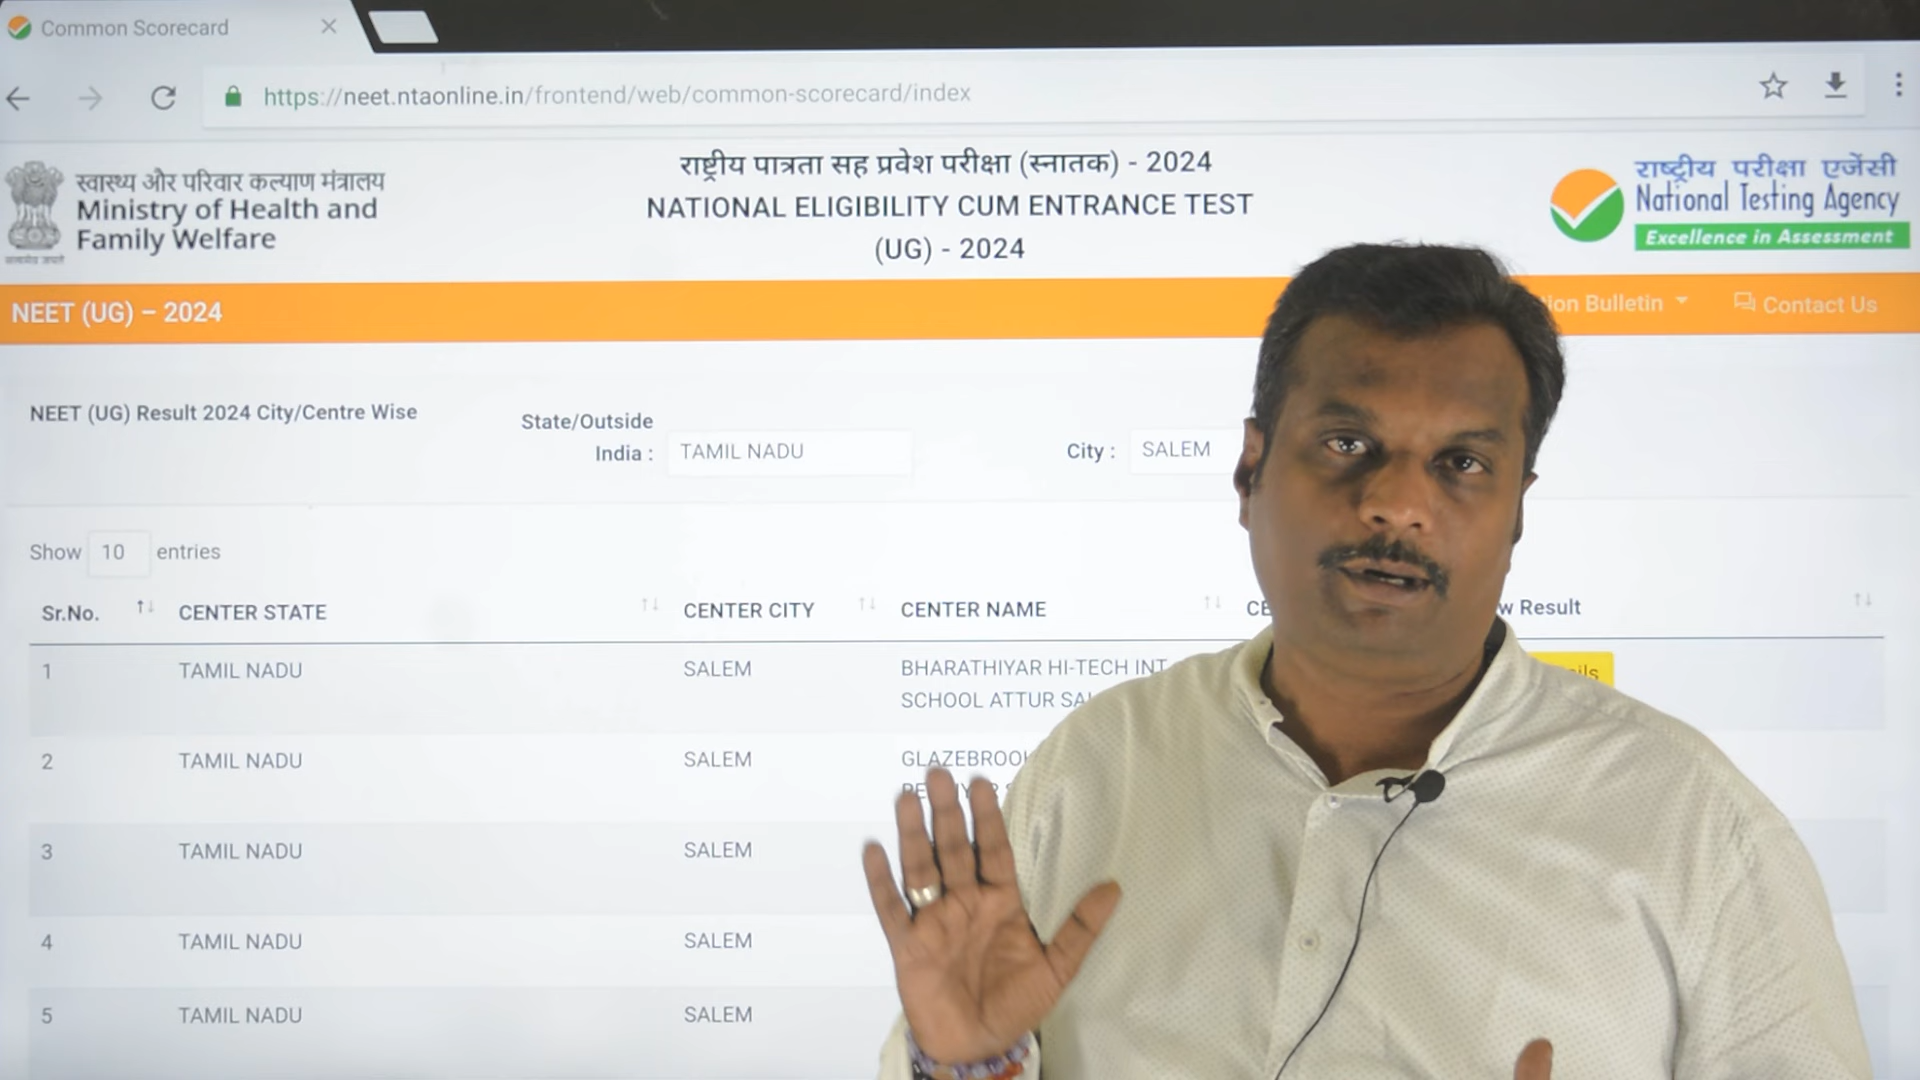 Common Scorecard
https://neet.ntaonline.in/frontend/web/common-scorecard/index
स्वास्थ्य और परिवार कल्याण मंत्रालय
Ministry of Health and
Family Welfare
सत्यमेव जयते
राष्ट्रीय पात्रता सह प्रवेश परीक्षा (स्नातक) - 2024
NATIONAL ELIGIBILITY CUM ENTRANCE TEST
(UG) - 2024
राष्ट्रीय परीक्षा एजेंसी
National Testing Agency
Excellence in Assessment
NEET (UG) – 2024
Bulletin
Contact Us
NEET (UG) Result 2024 City/Centre Wise
State/Outside
India :
TAMIL NADU
City :
SALEM
Show 10 entries
Sr.No. CENTER STATE CENTER CITY CENTER NAME Result
1 TAMIL NADU SALEM BHARATHIYAR HI-TECH INT
SCHOOL ATTUR
2 TAMIL NADU SALEM
3 TAMIL NADU SALEM
4 TAMIL NADU SALEM
5 TAMIL NADU SALEM